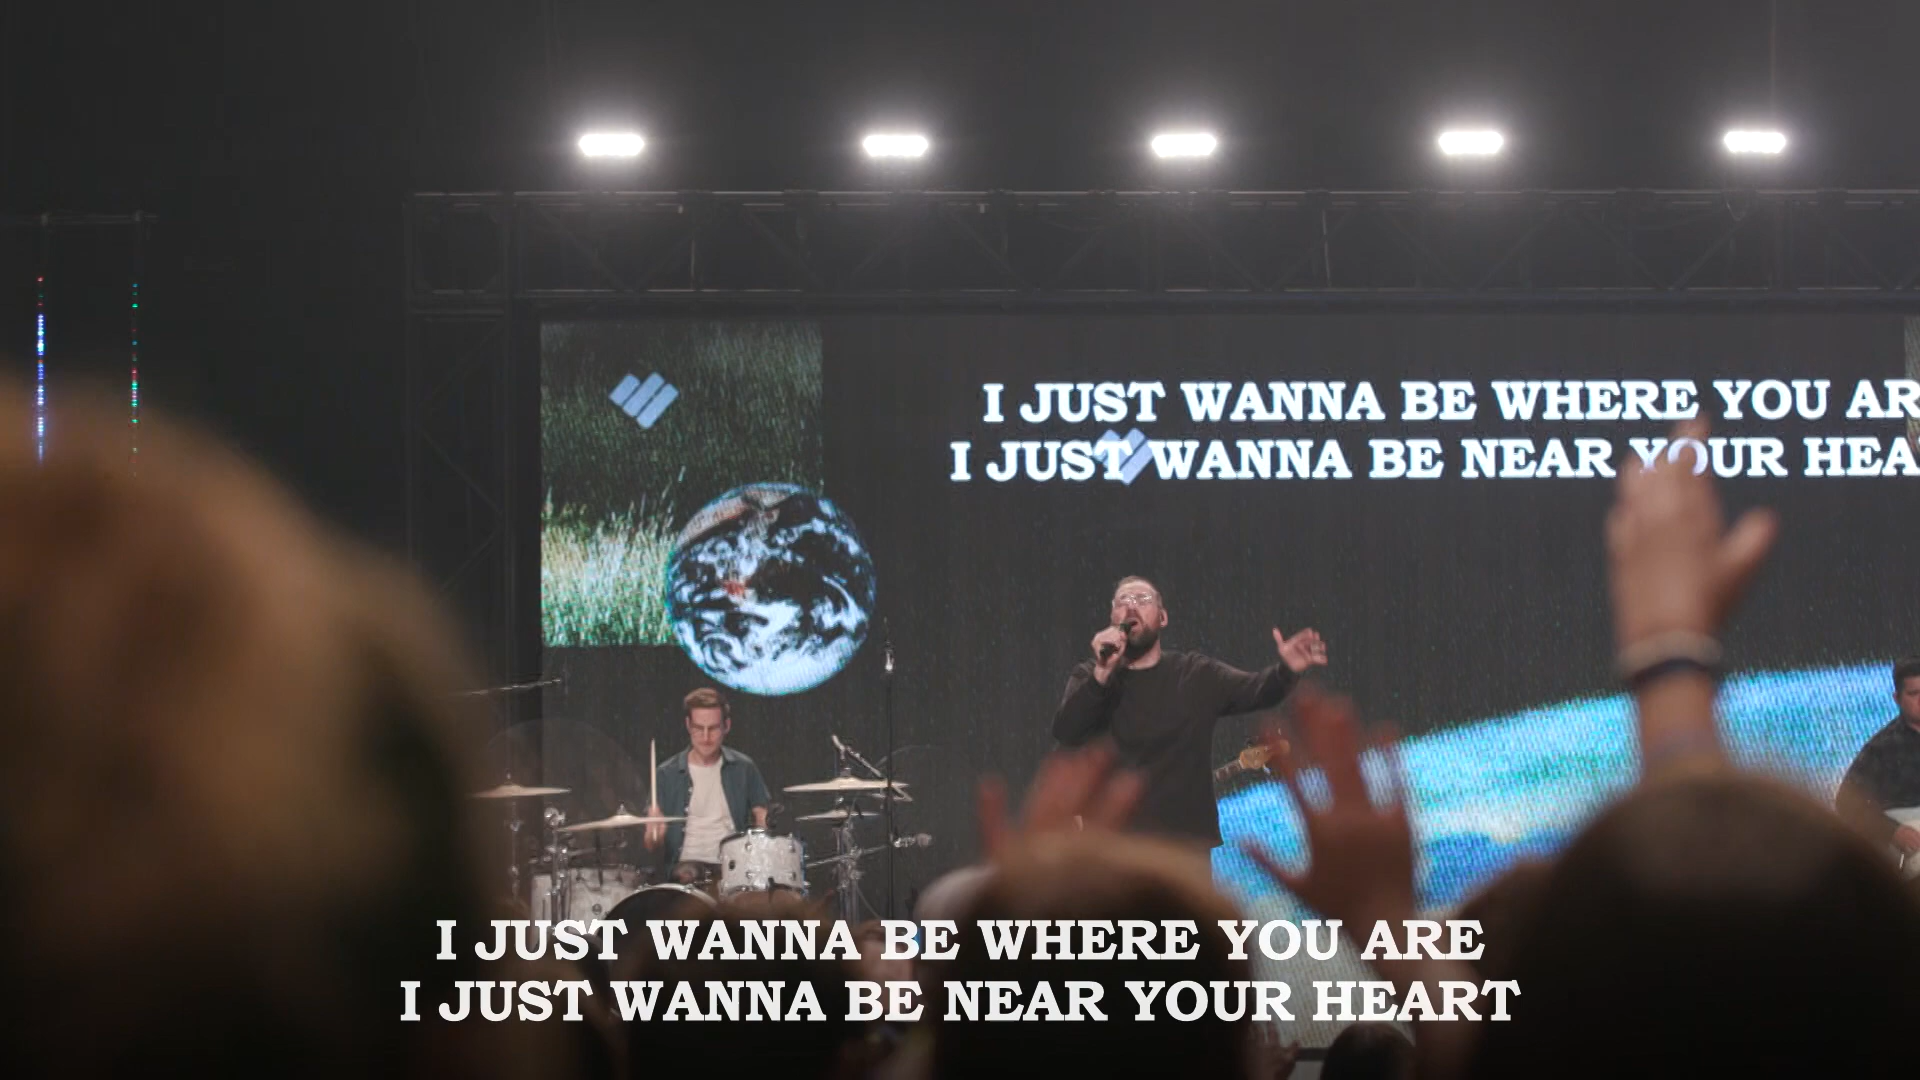 I JUST WANNA BE WHERE YOU AR
I JUST WANNA BE NEAR YOUR HEA
I JUST WANNA BE WHERE YOU ARE
I JUST WANNA BE NEAR YOUR HEART